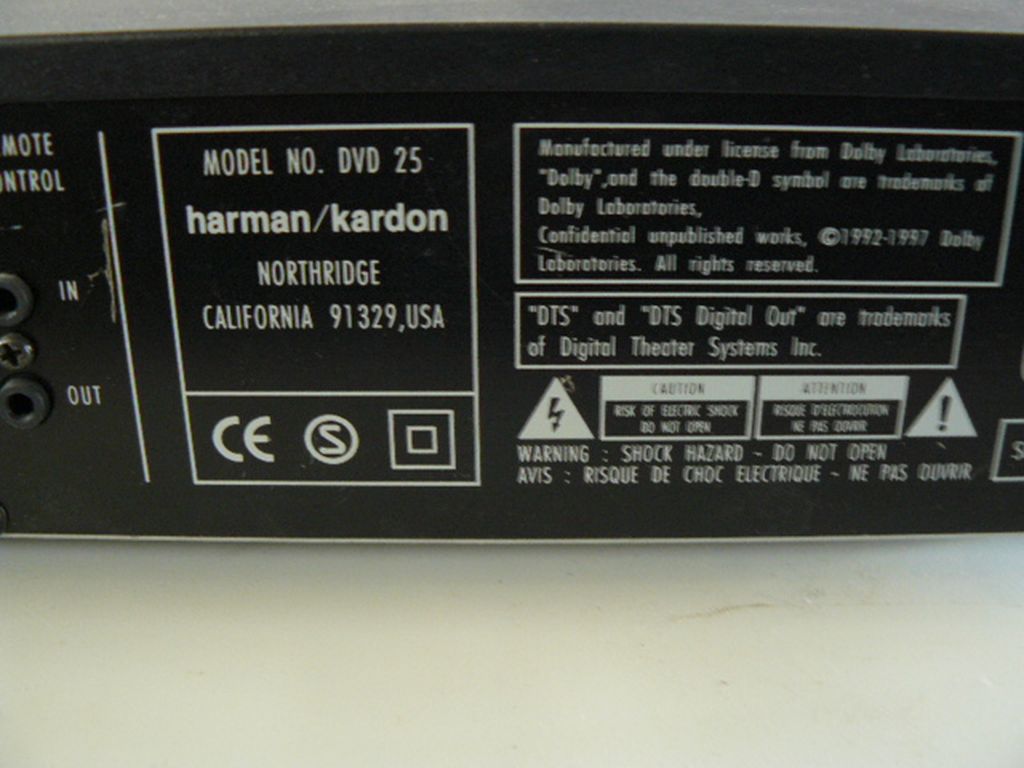 MOTE
ONTROL
IN
OUT
MODEL NO. DVD 25
harman/kardon
NORTHRIDGE
CALIFORNIA 91329,USA
CE
S
Manufactured under license from Dolby Laboratories,
"Dolby",and the double-D symbol are trademarks of
Dolby Laboratories,
Confidential unpublished works, ©1992-1997 Dolby
Laboratories. All rights reserved.
"DTS" and "DTS Digital Out" are trademarks
of Digital Theater Systems Inc.
CAUTION
RISK OF ELECTRIC SHOCK
DO NOT OPEN
ATTENTION
RISQUE D'ELECTROCUTION
NE PAS OUVRIR
WARNING : SHOCK HAZARD - DO NOT OPEN
AVIS : RISQUE DE CHOC ELECTRIQUE - NE PAS OUVRIR
S